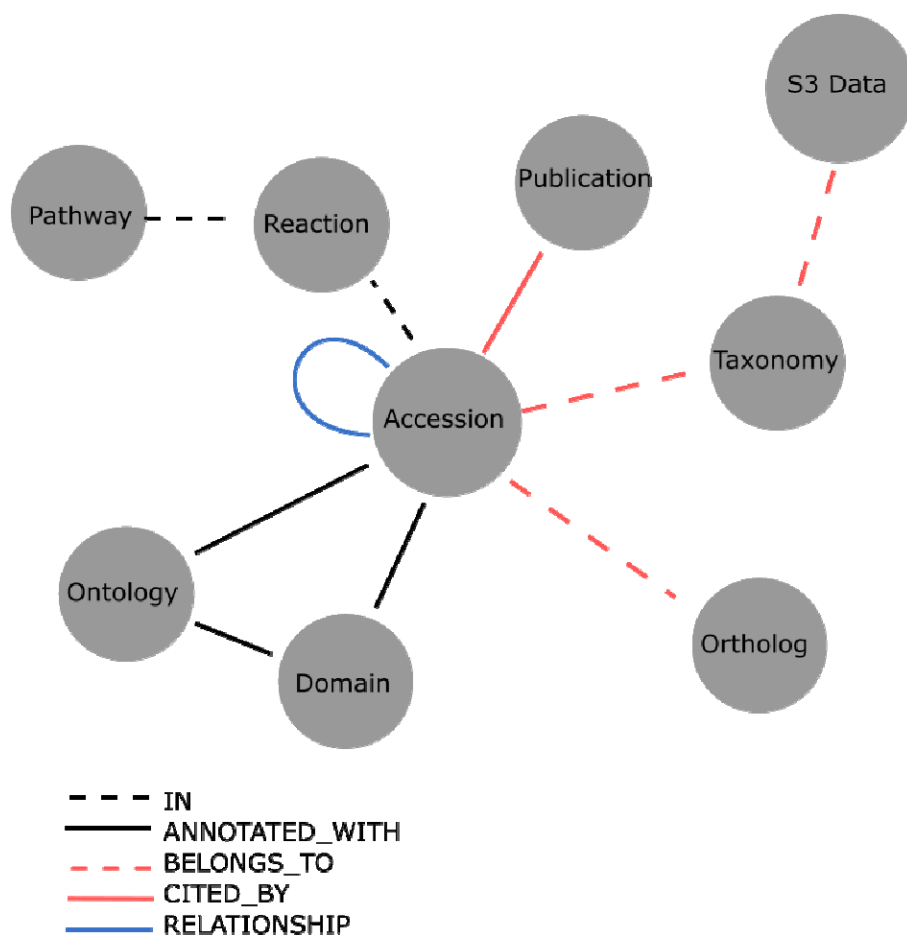 S3 Data
Publication
Pathway
Reaction
Taxonomy
Accession
Ontology
Ortholog
Domain
IN
ANNOTATED_WITH
BELONGS_TO
CITED_BY
RELATIONSHIP